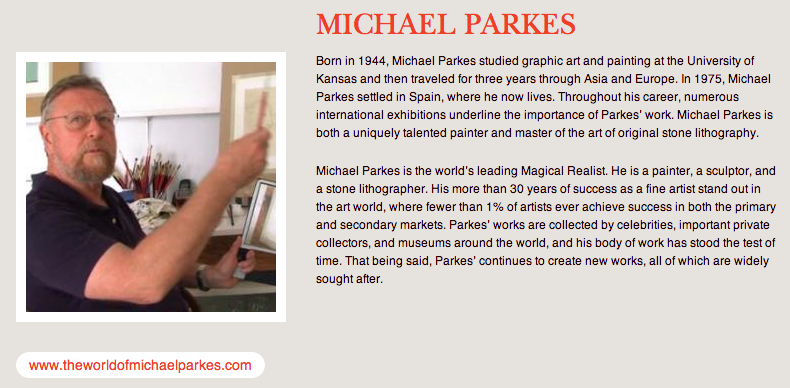 MICHAEL PARKES
Born in 1944, Michael Parkes studied graphic art and painting at the University of
Kansas and then traveled for three years through Asia and Europe. In 1975, Michael
Parkes settled in Spain, where he now lives. Throughout his career, numerous
international exhibitions underline the importance of Parkes' work. Michael Parkes is
both a uniquely talented painter and master of the art of original stone lithography.
Michael Parkes is the world's leading Magical Realist. He is a painter, a sculptor, and
a stone lithographer. His more than 30 years of success as a fine artist stand out in
the art world, where fewer than 1% of artists ever achieve success in both the primary
and secondary markets. Parkes' works are collected by celebrities, important private
collectors, and museums around the world, and his body of work has stood the test of
time. That being said, Parkes' continues to create new works, all of which are widely
sought after.
www.theworldofmichaelparkes.com